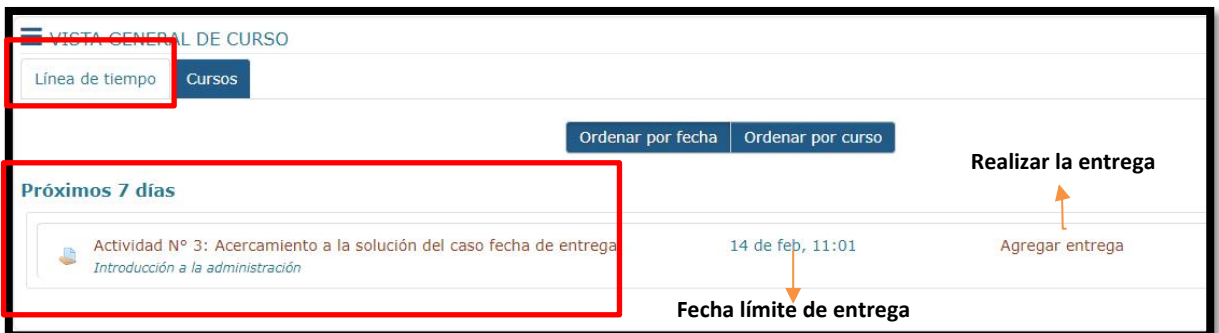 VISTA GENERAL DE CURSO
Línea de tiempo
Cursos
Ordenar por fecha
Ordenar por curso
Realizar la entrega
Próximos 7 días
Actividad N° 3: Acercamiento a la solución del caso fecha de entrega
14 de feb, 11:01
Agregar entrega
Introducción a la administración
Fecha límite de entrega